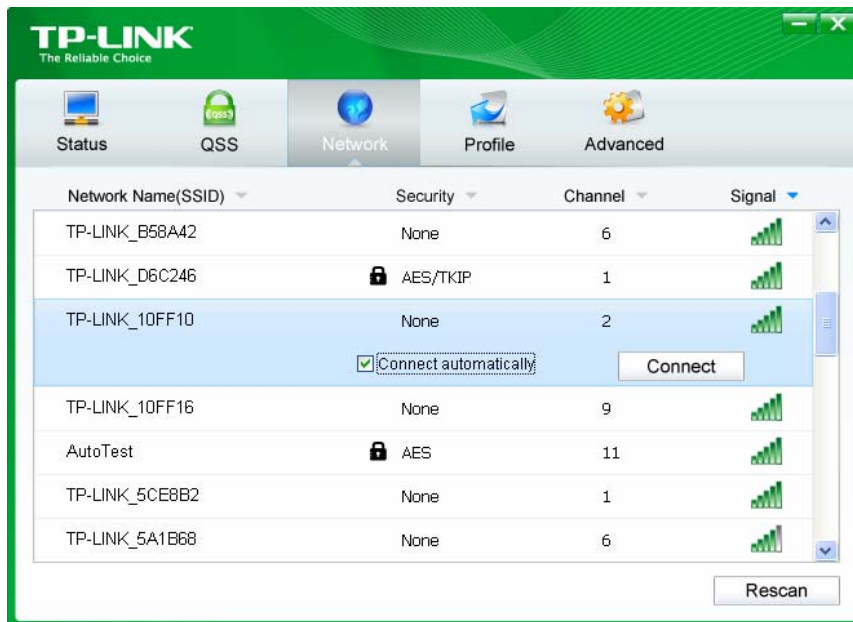 TP-LINK
The Reliable Choice
Status QSS Network Profile Advanced
Network Name(SSID) Security Channel Signal
TP-LINK_B58A42 None 6
TP-LINK_D6C246 AES/TKIP 1
TP-LINK_10FF10 None 2
Connect automatically Connect
TP-LINK_10FF16 None 9
AutoTest AES 11
TP-LINK_5CE8B2 None 1
TP-LINK_5A1B68 None 6
Rescan